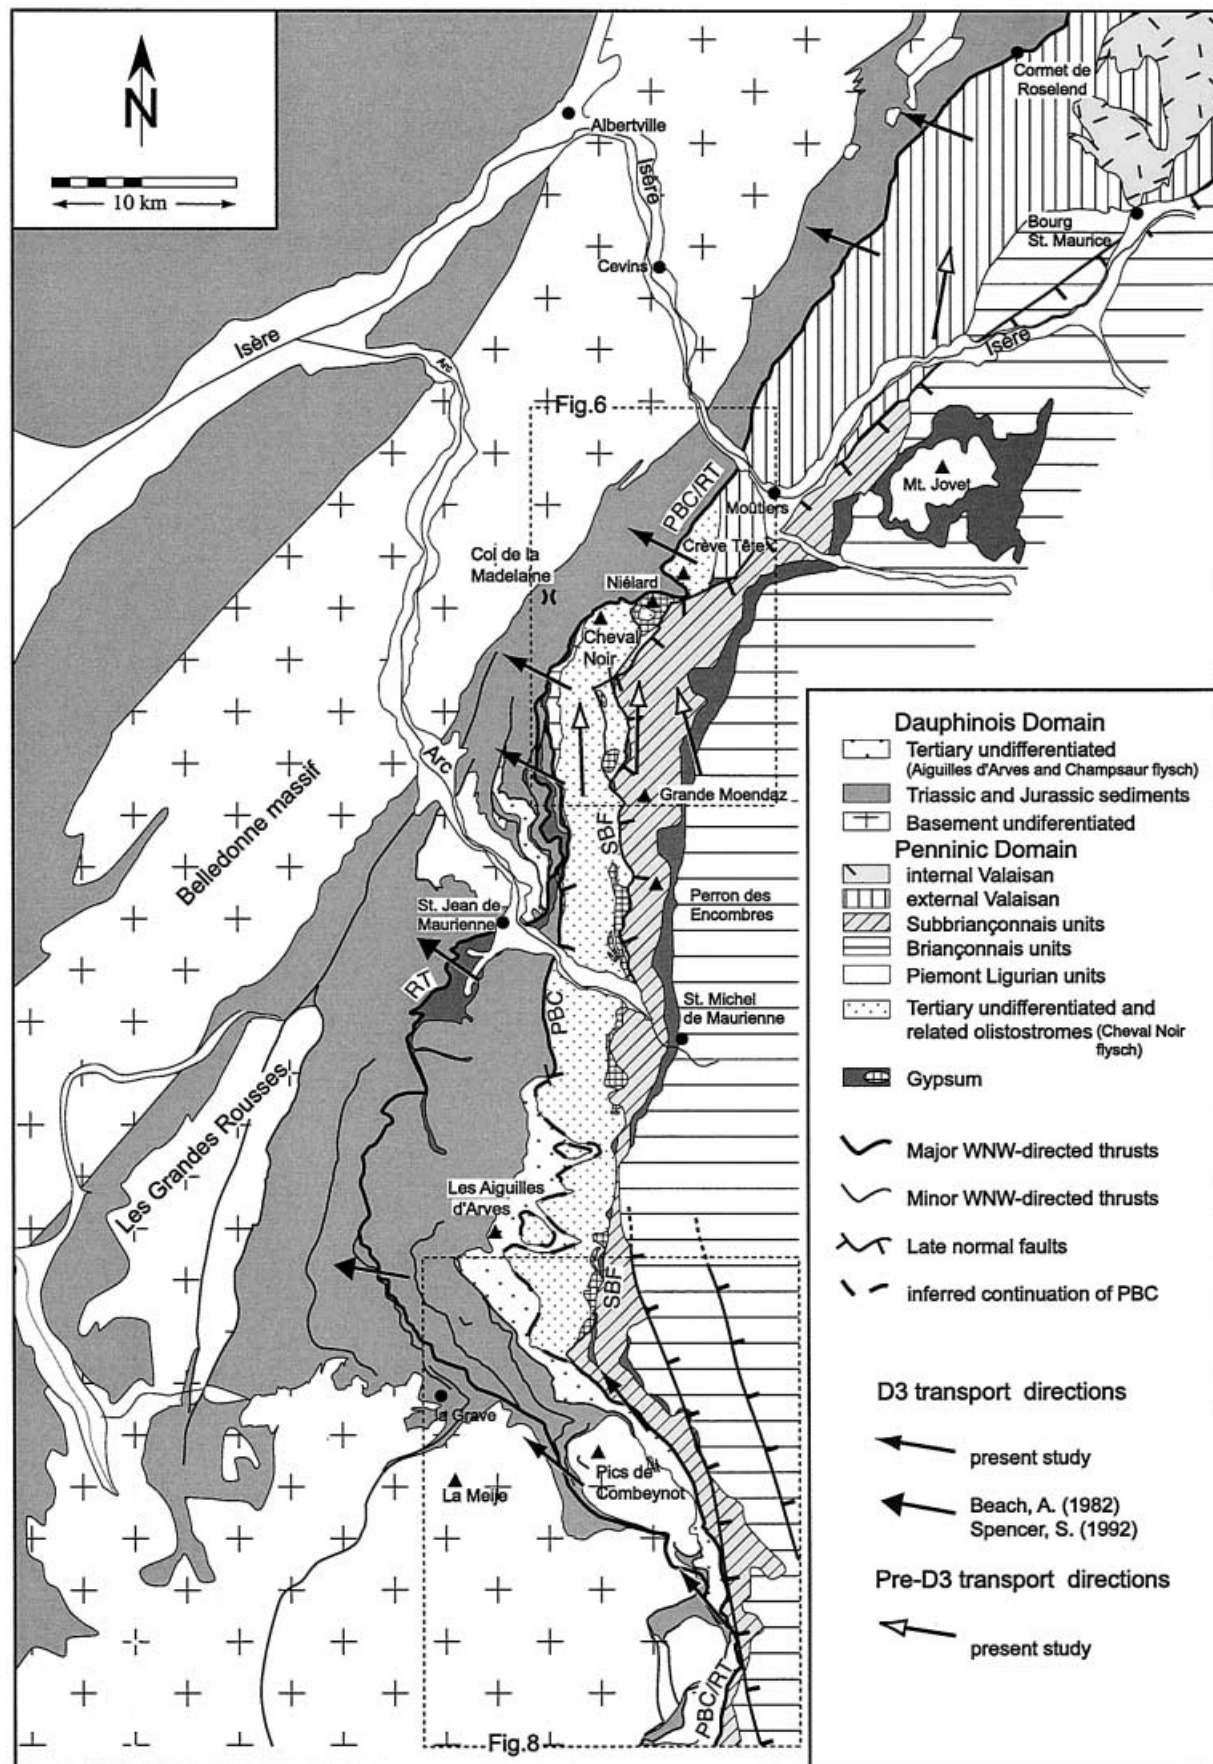 N
10 km
Cormet de
Roselend
Albertville
Isère
Bourg
St. Maurice
Cevins
Isère
Arc
Isère
Fig.6
Mt. Jovet
PBC/RT
Moûtiers
Crève Tête
Col de la
Madelaine
Niélard
Cheval
Noir
Arc
Grande Moendaz
Belledonne massif
SBF
St. Jean de
Maurienne
Perron des
Encombres
RT
PBC
St. Michel
de Maurienne
Les Grandes Rousses
Les Aiguilles
d'Arves
SBF
la Grave
Pics de
Combeynot
La Meije
PBC/RT
Fig.8
Dauphinois Domain
Tertiary undifferentiated
(Aiguilles d'Arves and Champsaur flysch)
Triassic and Jurassic sediments
Basement undiferentiated
Penninic Domain
internal Valaisan
external Valaisan
Subbriançonnais units
Briançonnais units
Piemont Ligurian units
Tertiary undifferentiated and
related olistostromes (Cheval Noir
flysch)
Gypsum
Major WNW-directed thrusts
Minor WNW-directed thrusts
Late normal faults
inferred continuation of PBC
D3 transport directions
present study
Beach, A. (1982)
Spencer, S. (1992)
Pre-D3 transport directions
present study